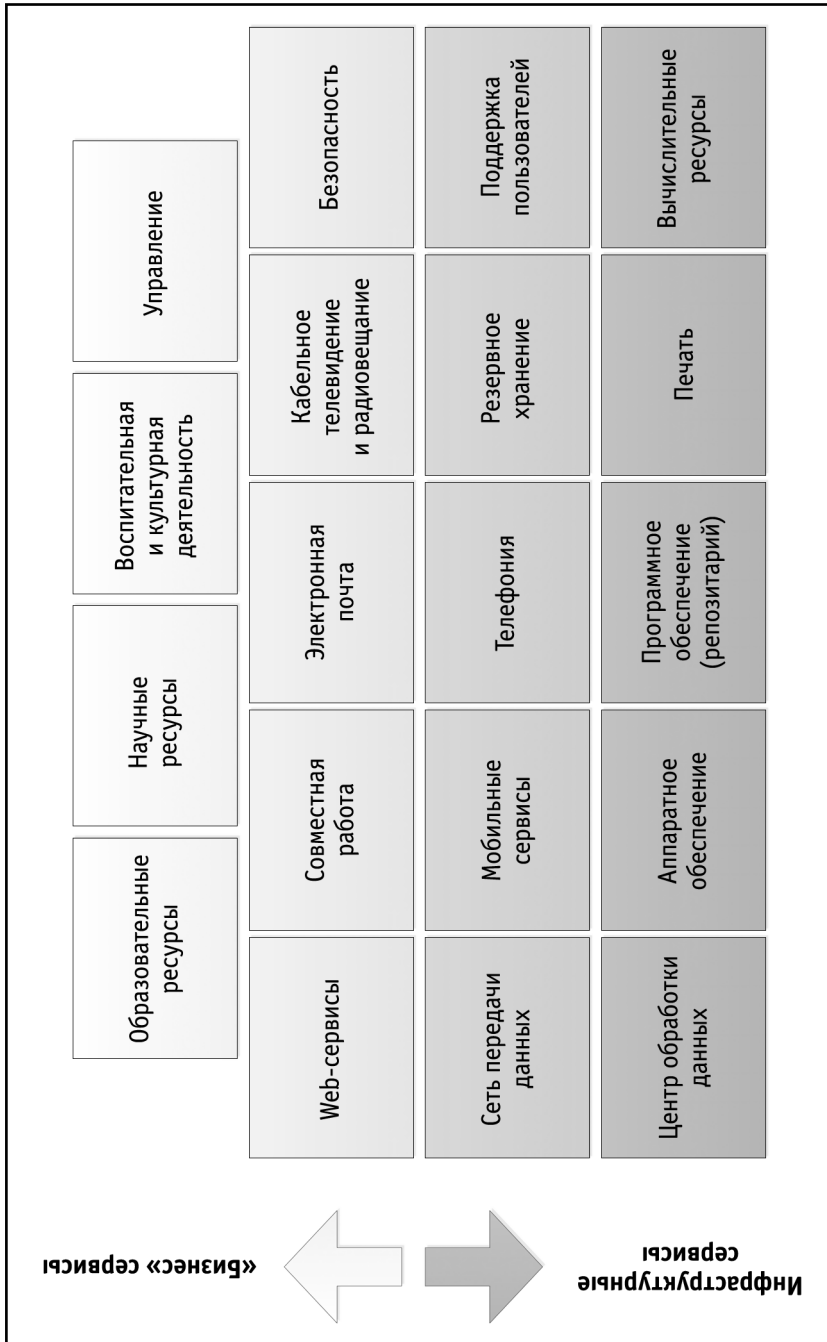 Образовательные
ресурсы
Научные
ресурсы
Воспитательная
и культурная
деятельность
Управление
Web-сервисы
Совместная
работа
Электронная
почта
Кабельное
телевидение
и радиовещание
Безопасность
Сеть передачи
данных
Мобильные
сервисы
Телефония
Резервное
хранение
Поддержка
пользователей
Центр обработки
данных
Аппаратное
обеспечение
Программное
обеспечение
(репозитарий)
Печать
Вычислительные
ресурсы
«Бизнес» сервисы
Инфраструктурные
сервисы